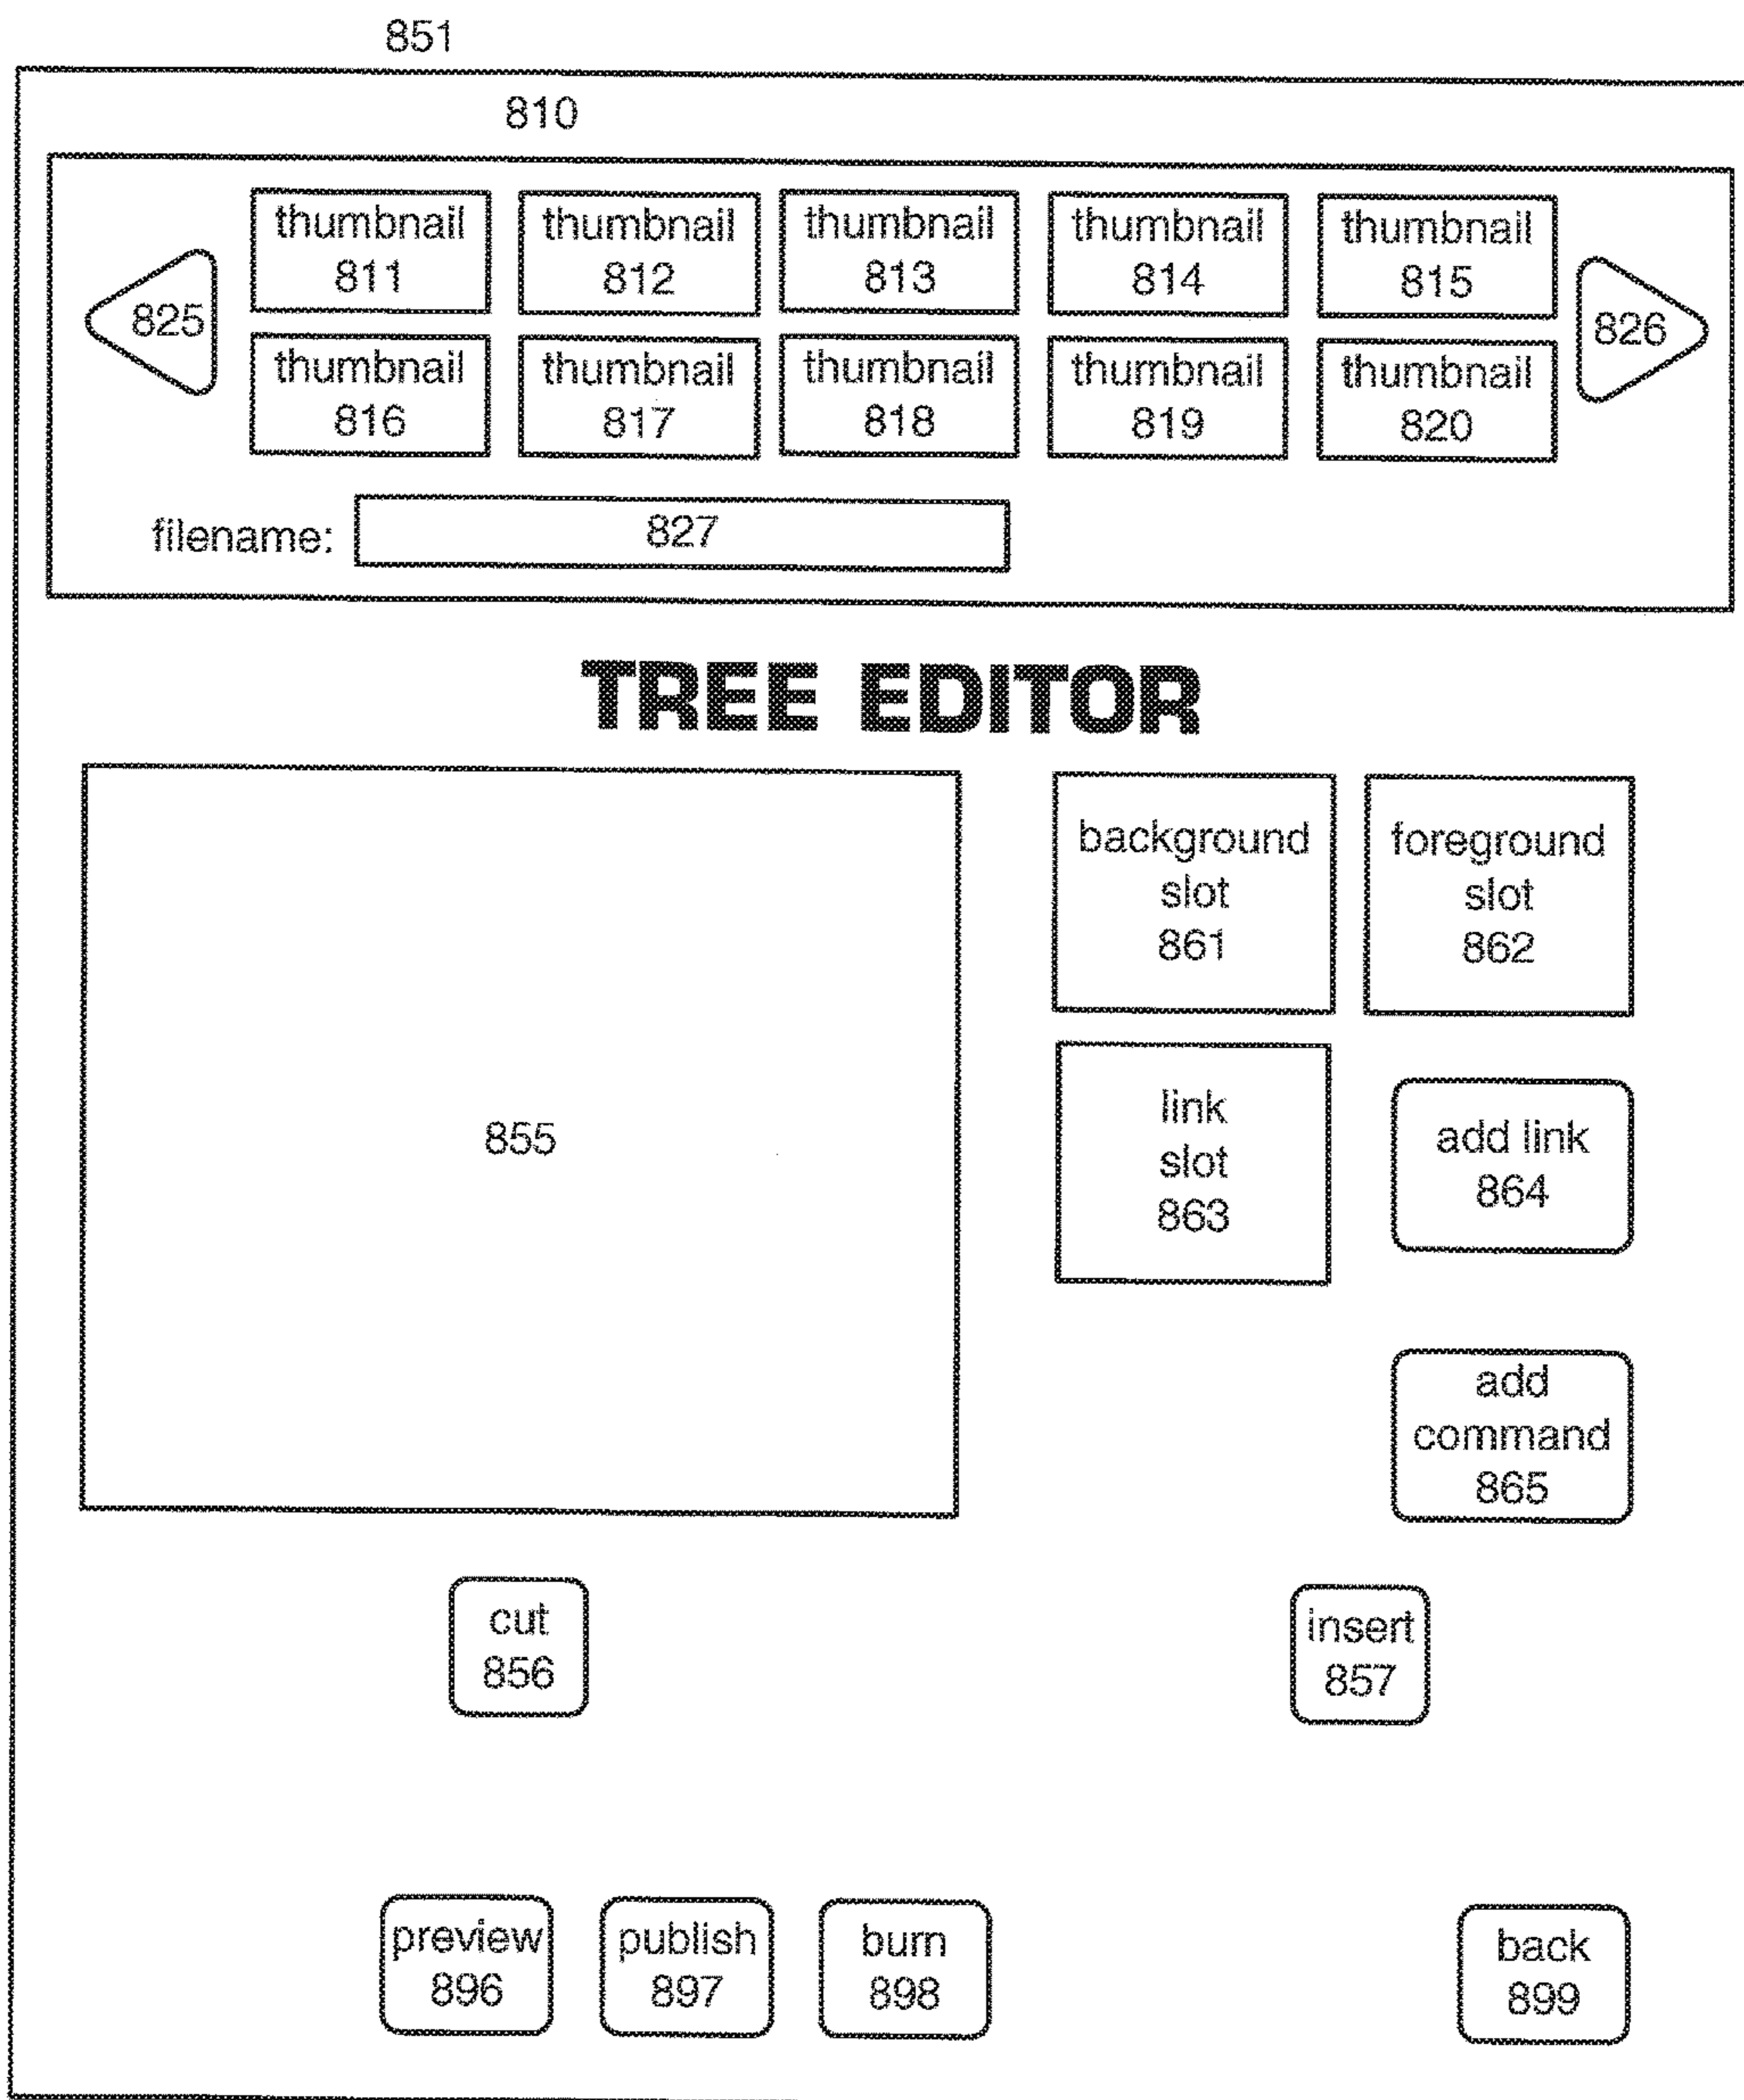 851
810
thumbnail
811
thumbnail
812
thumbnail
813
thumbnail
814
thumbnail
815
825
826
thumbnail
816
thumbnail
817
thumbnail
818
thumbnail
819
thumbnail
820
filename:
827
TREE EDITOR
855
background
slot
861
foreground
slot
862
link
slot
863
add link
864
add
command
865
cut
856
insert
857
preview
896
publish
897
burn
898
back
899